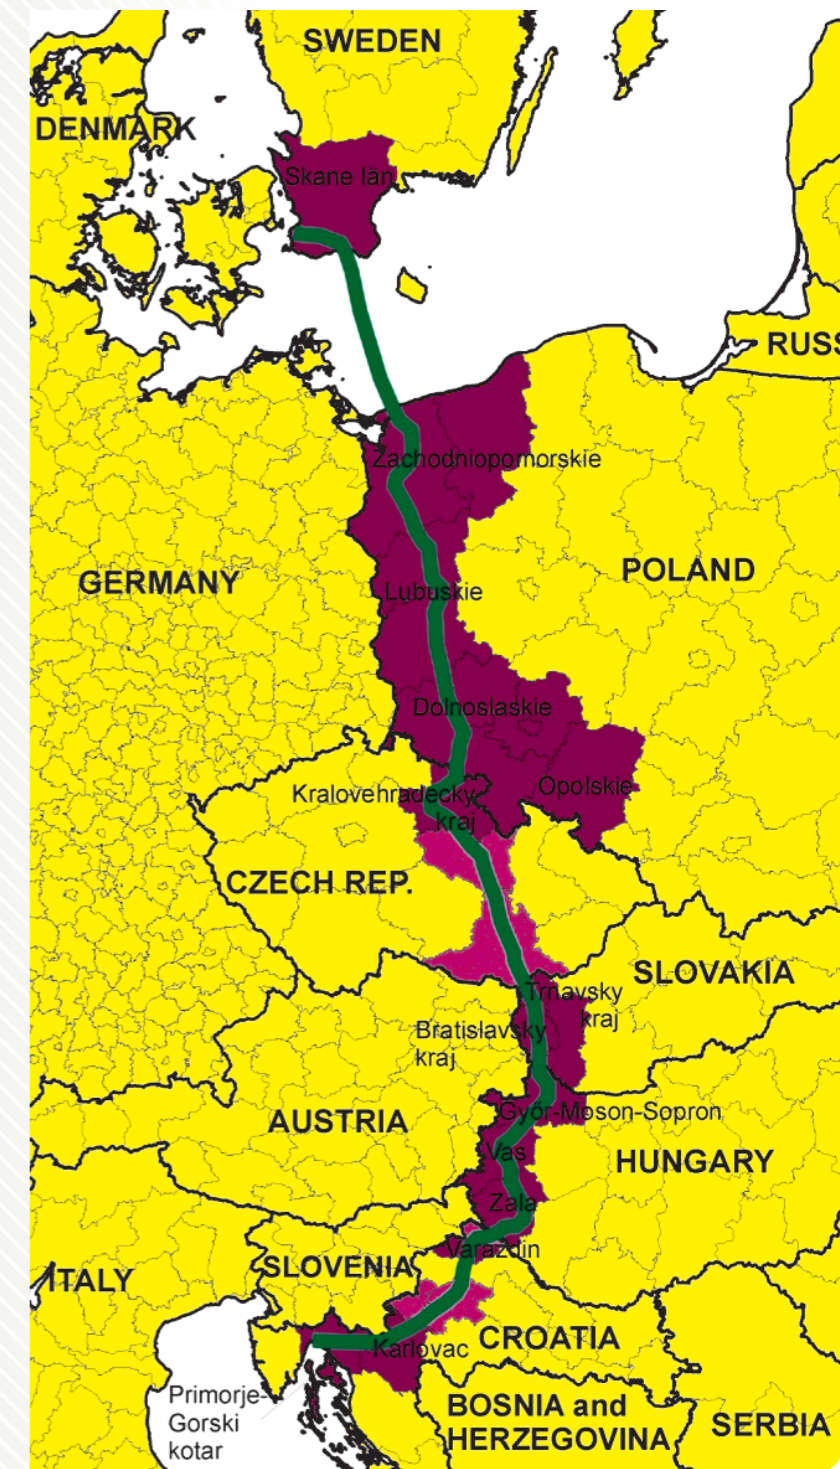 SWEDEN
DENMARK
Skane län
RUSS
Zachodniopomorskie
POLAND
GERMANY
Lubuskie
Dolnoslaskie
Opolskie
Kralovehradecky
kraj
CZECH REP.
SLOVAKIA
Trnavsky
kraj
Bratislavsky
kraj
Győr-Moson-Sopron
AUSTRIA
Vas
HUNGARY
Zala
Varazdin
SLOVENIA
ITALY
CROATIA
Karlovac
Primorje-
Gorski
kotar
BOSNIA and
HERZEGOVINA
SERBIA